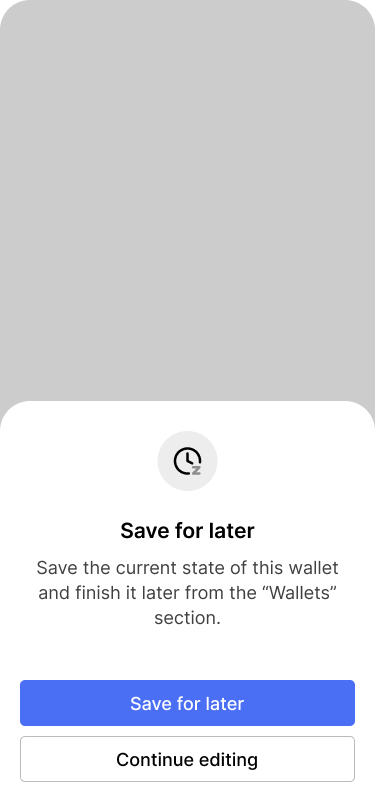 Save for later
Save the current state of this wallet
and finish it later from the “Wallets”
section.
Save for later
Continue editing